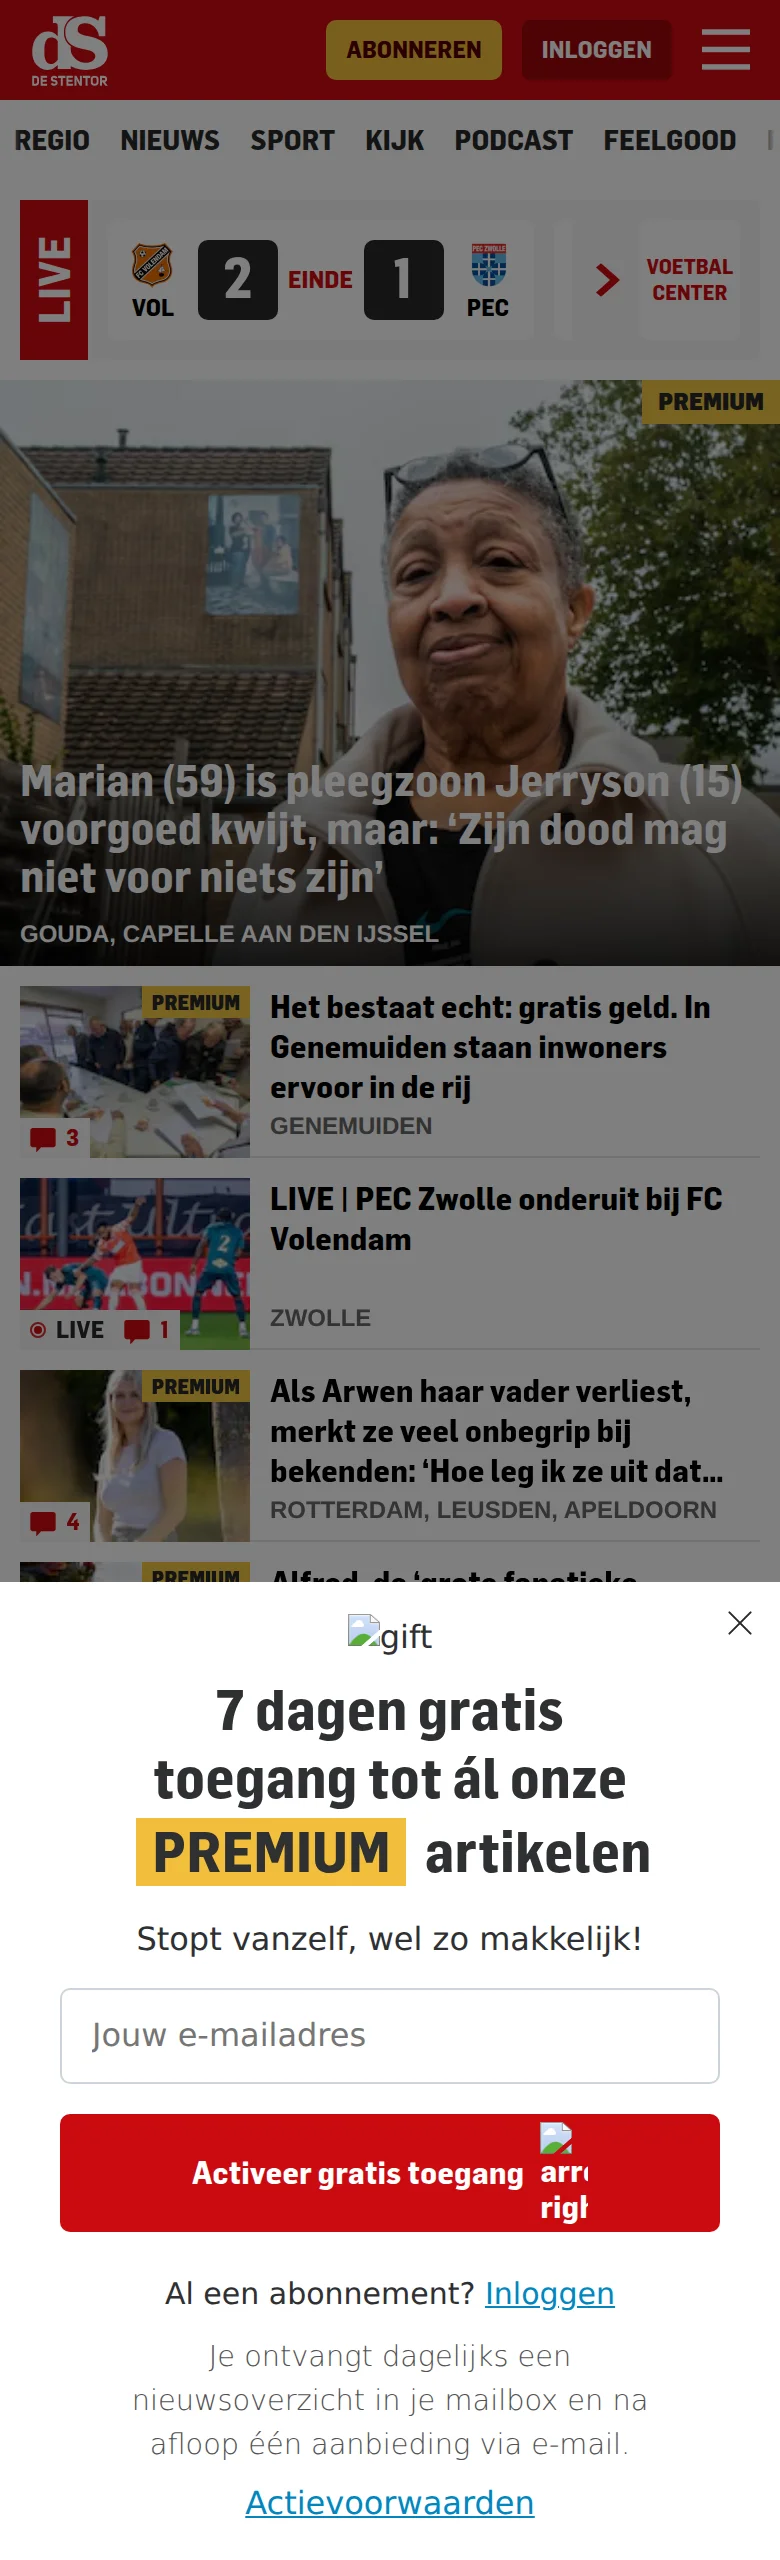 dS
DE STENTOR
ABONNEREN
INLOGGEN
REGIO NIEUWS SPORT KIJK PODCAST FEELGOOD
LIVE
VOL
2
EINDE
1
PEC
VOETBAL
CENTER
PREMIUM
Marian (59) is pleegzoon Jerryson (15)
voorgoed kwijt, maar: ‘Zijn dood mag
niet voor niets zijn’
GOUDA, CAPELLE AAN DEN IJSSEL
PREMIUM
3
Het bestaat echt: gratis geld. In
Genemuiden staan inwoners
ervoor in de rij
GENEMUIDEN
LIVE 1
LIVE | PEC Zwolle onderuit bij FC
Volendam
ZWOLLE
PREMIUM
4
Als Arwen haar vader verliest,
merkt ze veel onbegrip bij
bekenden: ‘Hoe leg ik ze uit dat...
ROTTERDAM, LEUSDEN, APELDOORN
PREMIUM
Alfred, de ‘grote fanatieke
gift
7 dagen gratis
toegang tot ál onze
PREMIUM artikelen
Stopt vanzelf, wel zo makkelijk!
Jouw e-mailadres
Activeer gratis toegang
Al een abonnement? Inloggen
Je ontvangt dagelijks een
nieuwsoverzicht in je mailbox en na
afloop één aanbieding via e-mail.
Actievoorwaarden